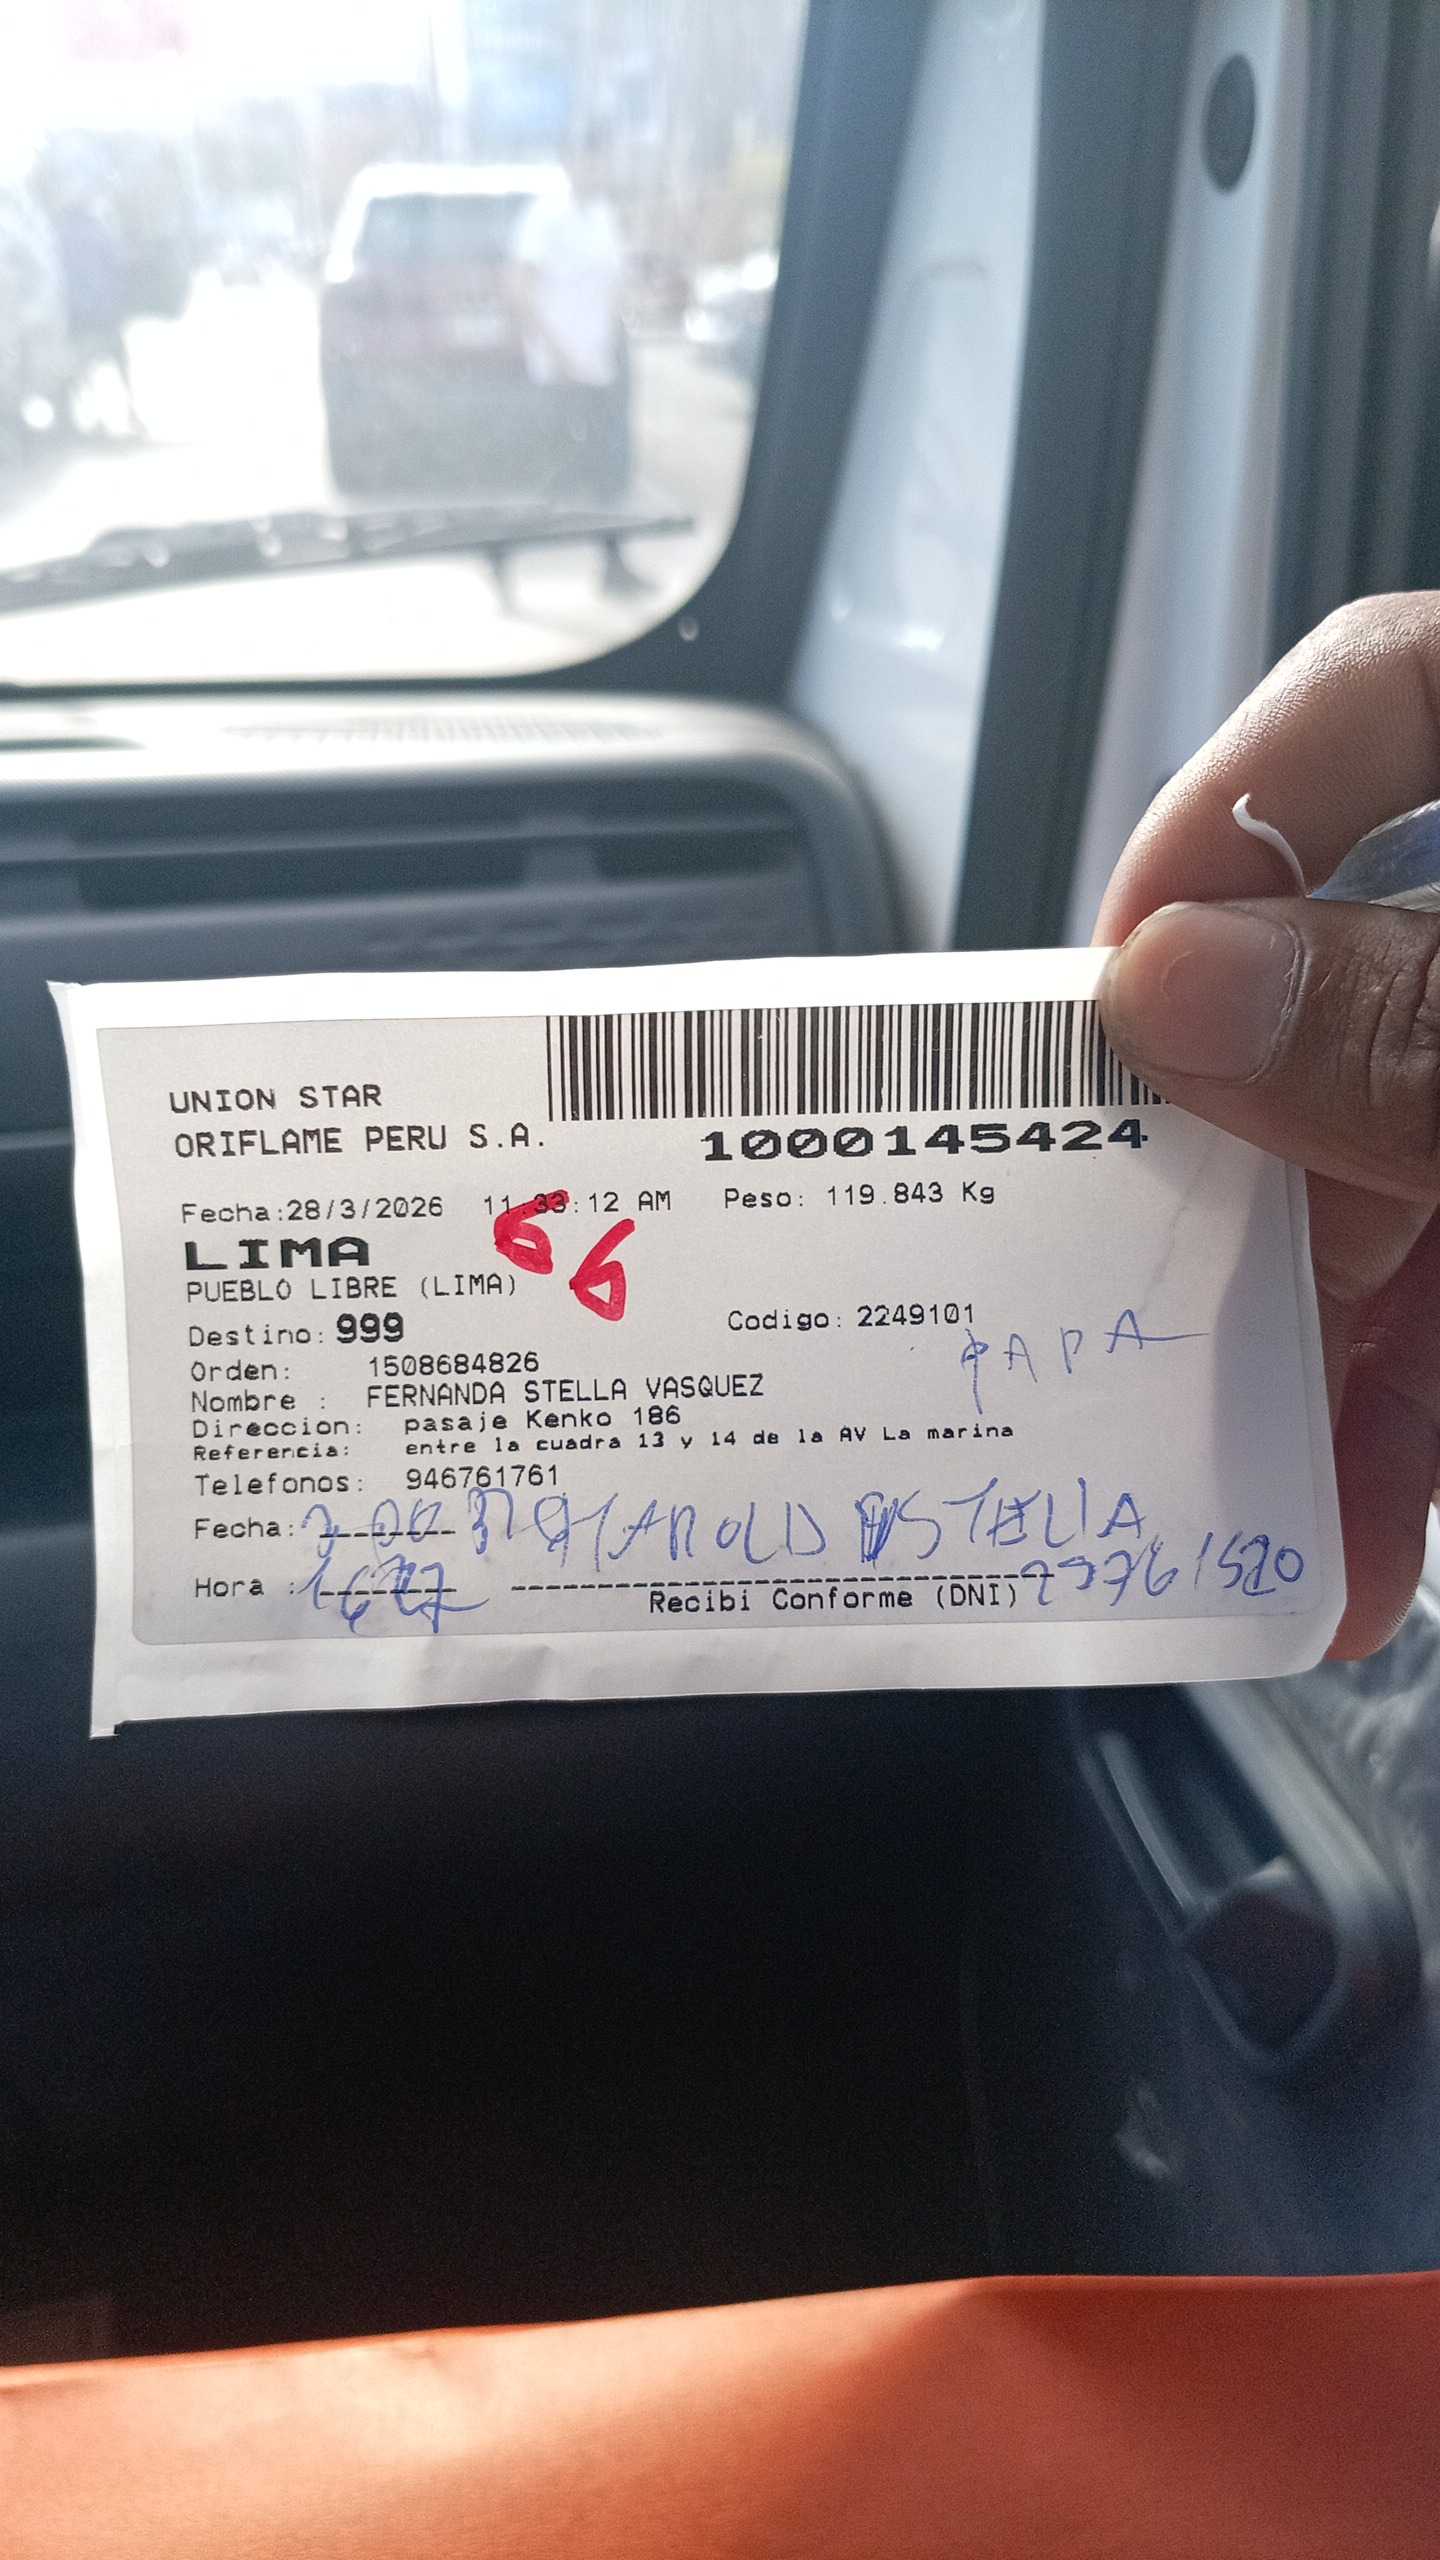 UNION STAR
ORIFLAME PERU S.A.
1000145424
Fecha:28/3/2026 11:33:12 AM Peso: 119.843 Kg
66
LIMA
PUEBLO LIBRE (LIMA)
Destino: 999 Codigo: 2249101
PAPA
Orden: 1508684826
Nombre : FERNANDA STELLA VASQUEZ
Direccion: pasaje Kenko 186
Referencia: entre la cuadra 13 y 14 de la AV La marina
Telefonos: 946761761
Fecha: HAROLD STELLA
Hora :
Recibi Conforme (DNI)